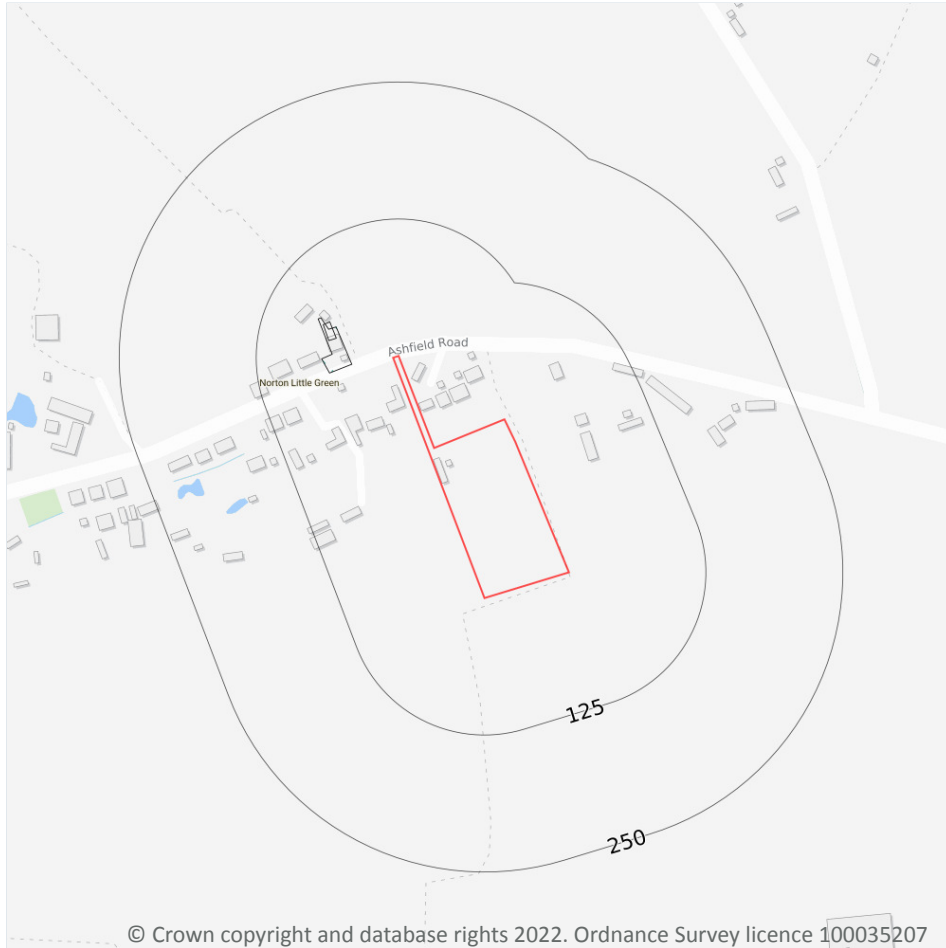 Ashfield Road
Norton Little Green
125
250
© Crown copyright and database rights 2022. Ordnance Survey licence 100035207